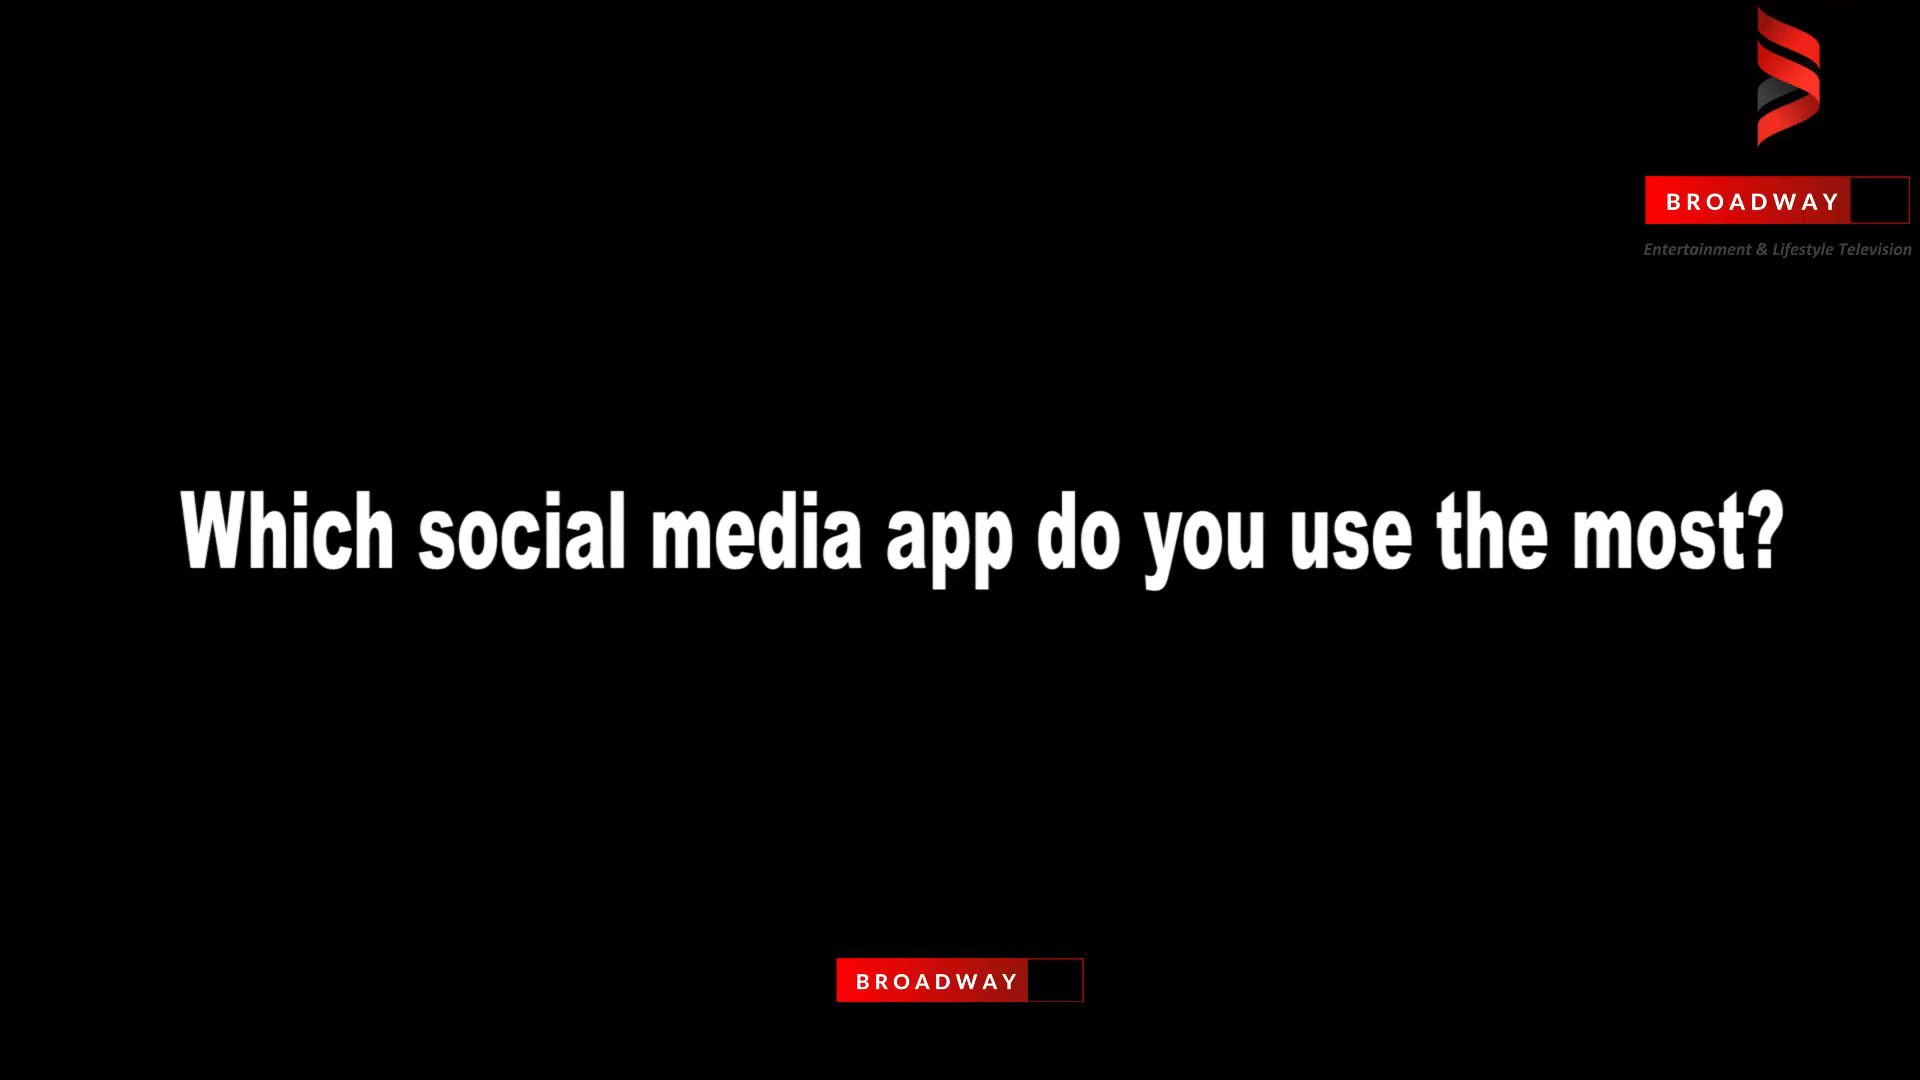 BROADWAY
Entertainment & Lifestyle Television
Which social media app do you use the most?
BROADWAY